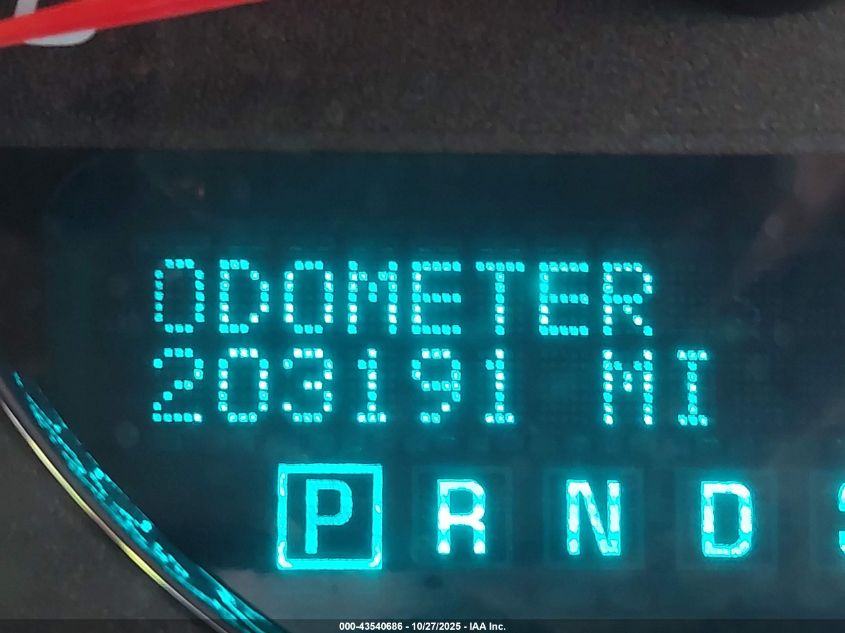 ODOMETER
203191 MI
P R N D
000-43540686 - 10/27/2025 - IAA Inc.